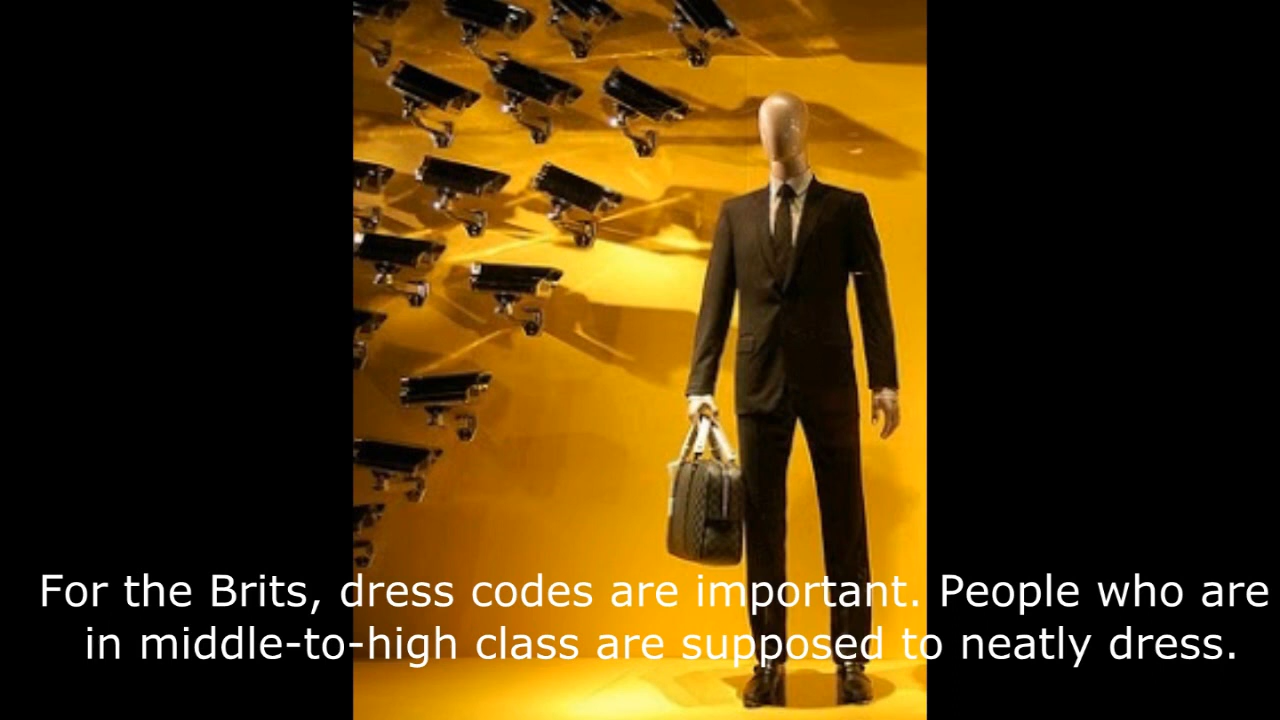 For the Brits, dress codes are important. People who are
in middle-to-high class are supposed to neatly dress.